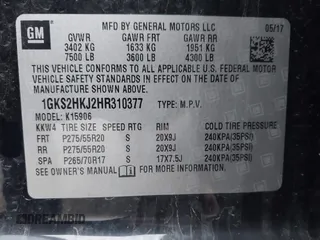 GM
MFD BY GENERAL MOTORS LLC
05/17
GVWR GAWR FRT GAWR RR
3402 KG 1633 KG 1951 KG
7500 LB 3600 LB 4300 LB
THIS VEHICLE CONFORMS TO ALL APPLICABLE U.S. FEDERAL MOTOR
VEHICLE SAFETY STANDARDS IN EFFECT ON THE DATE OF
MANUFACTURE SHOWN ABOVE.
1GKS2HKJ2HR310377 TYPE: M.P.V.
MODEL: K15906
KKW4 TIRE SIZE SPEED RTG RIM COLD TIRE PRESSURE
FRT P275/55R20 S 20X9J 240KPA(35PSI)
RR P275/55R20 S 20X9J 240KPA(35PSI)
SPA P265/70R17 S 17X7.5J 240KPA(35PSI)
SEE OWNER'S MANUAL FOR ADDITIONAL INFORMATION.
DREAMBID